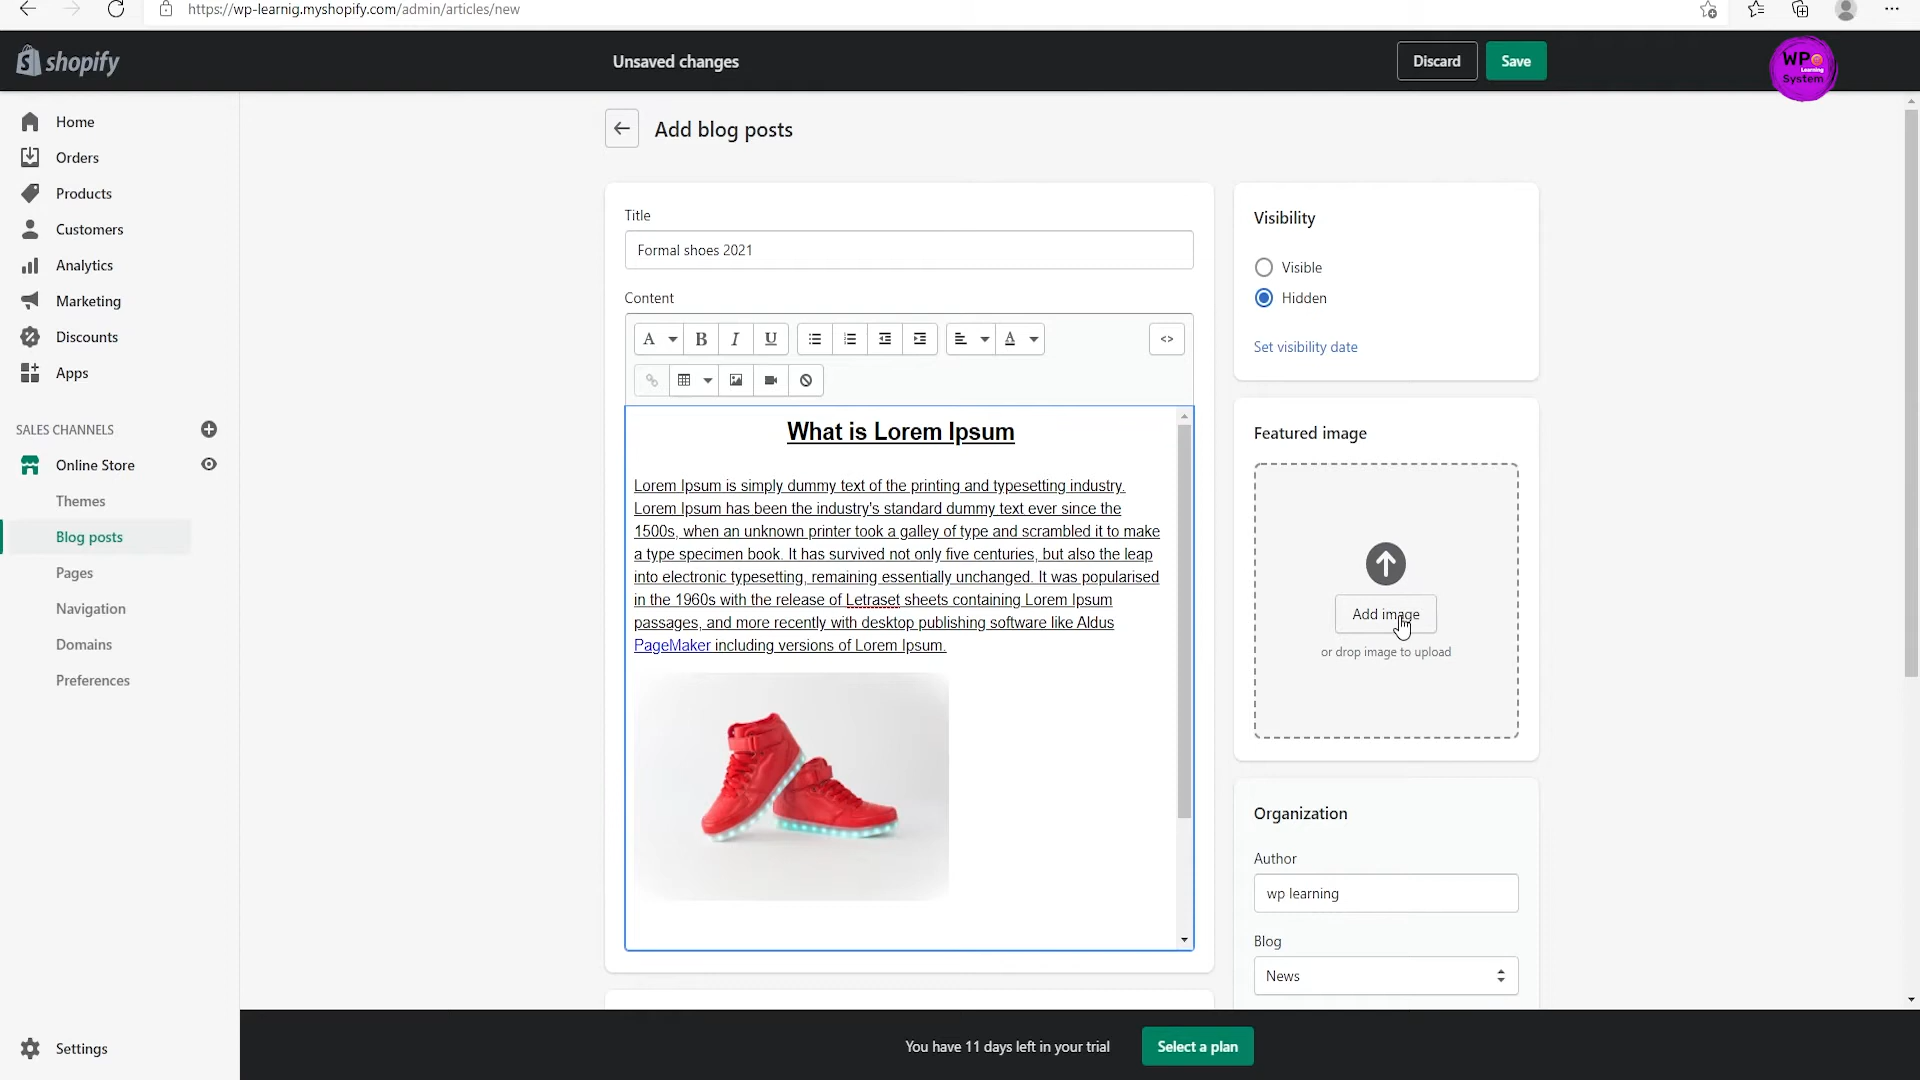 https://wp-learnig.myshopify.com/admin/articles/new
shopify
Unsaved changes
Discard
Save
WP
Learning
System
Home
Orders
Products
Customers
Analytics
Marketing
Discounts
Apps
SALES CHANNELS
Online Store
Themes
Blog posts
Pages
Navigation
Domains
Preferences
Settings
Add blog posts
Title
Formal shoes 2021
Content
A
B
I
U
A
<>
What is Lorem Ipsum
Lorem Ipsum is simply dummy text of the printing and typesetting industry.
Lorem Ipsum has been the industry's standard dummy text ever since the
1500s, when an unknown printer took a galley of type and scrambled it to make
a type specimen book. It has survived not only five centuries, but also the leap
into electronic typesetting, remaining essentially unchanged. It was popularised
in the 1960s with the release of Letraset sheets containing Lorem Ipsum
passages, and more recently with desktop publishing software like Aldus
PageMaker including versions of Lorem Ipsum.
Visibility
Visible
Hidden
Set visibility date
Featured image
Add image
or drop image to upload
Organization
Author
wp learning
Blog
News
You have 11 days left in your trial
Select a plan